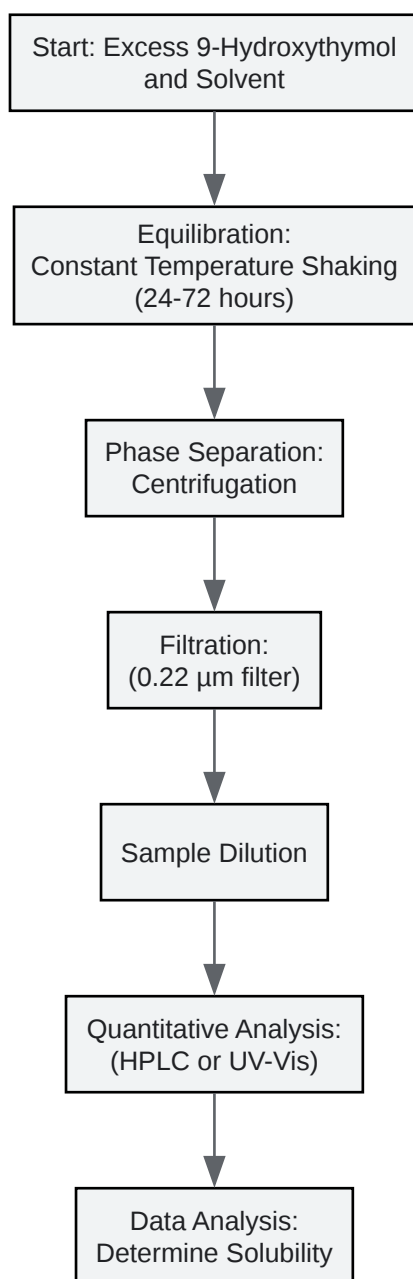 Start: Excess 9-Hydroxythymol
and Solvent
Equilibration:
Constant Temperature Shaking
(24-72 hours)
Phase Separation:
Centrifugation
Filtration:
(0.22 µm filter)
Sample Dilution
Quantitative Analysis:
(HPLC or UV-Vis)
Data Analysis:
Determine Solubility